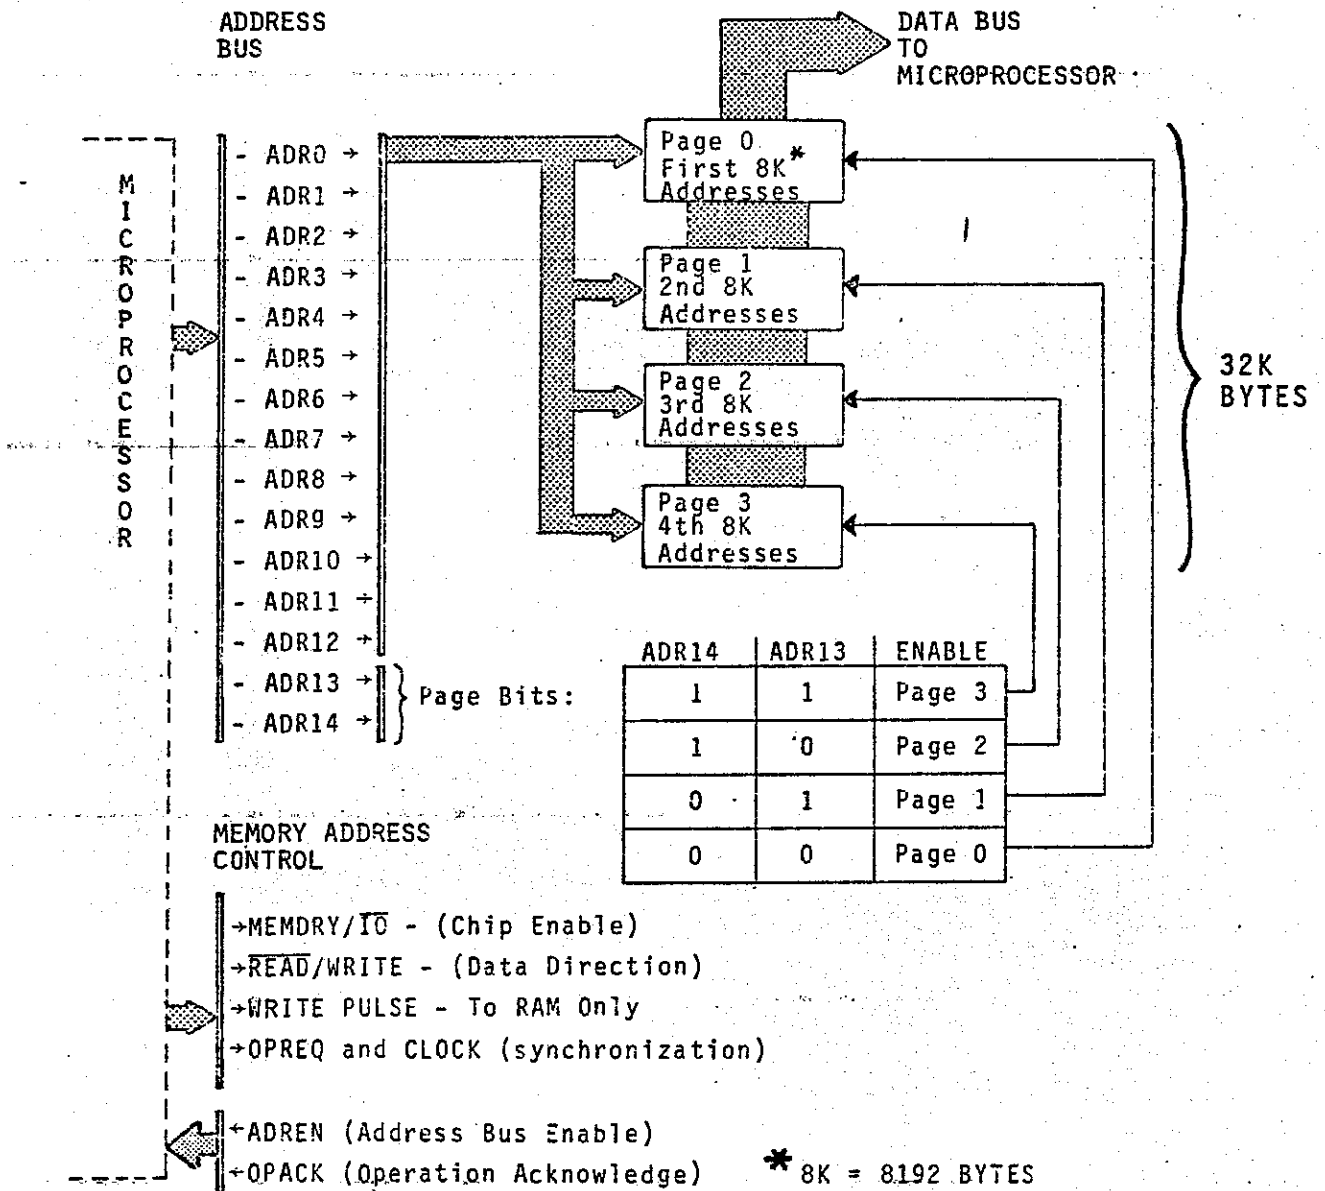 ADDRESS
BUS
DATA BUS
TO
MICROPROCESSOR
MICROPROCESSOR
- ADR0 →
- ADR1 →
- ADR2 →
- ADR3 →
- ADR4 →
- ADR5 →
- ADR6 →
- ADR7 →
- ADR8 →
- ADR9 →
- ADR10 →
- ADR11 →
- ADR12 →
- ADR13 →
- ADR14 →
Page Bits:
Page 0
First 8K*
Addresses
Page 1
2nd 8K
Addresses
Page 2
3rd 8K
Addresses
Page 3
4th 8K
Addresses
32K
BYTES
ADR14 ADR13 ENABLE
1 1 Page 3
1 0 Page 2
0 1 Page 1
0 0 Page 0
MEMORY ADDRESS
CONTROL
→MEMDRY/I̅O̅ - (Chip Enable)
→R̅E̅A̅D̅/WRITE - (Data Direction)
→WRITE PULSE - To RAM Only
→OPREQ and CLOCK (synchronization)
←ADREN (Address Bus Enable)
←OPACK (Operation Acknowledge)
* 8K = 8192 BYTES